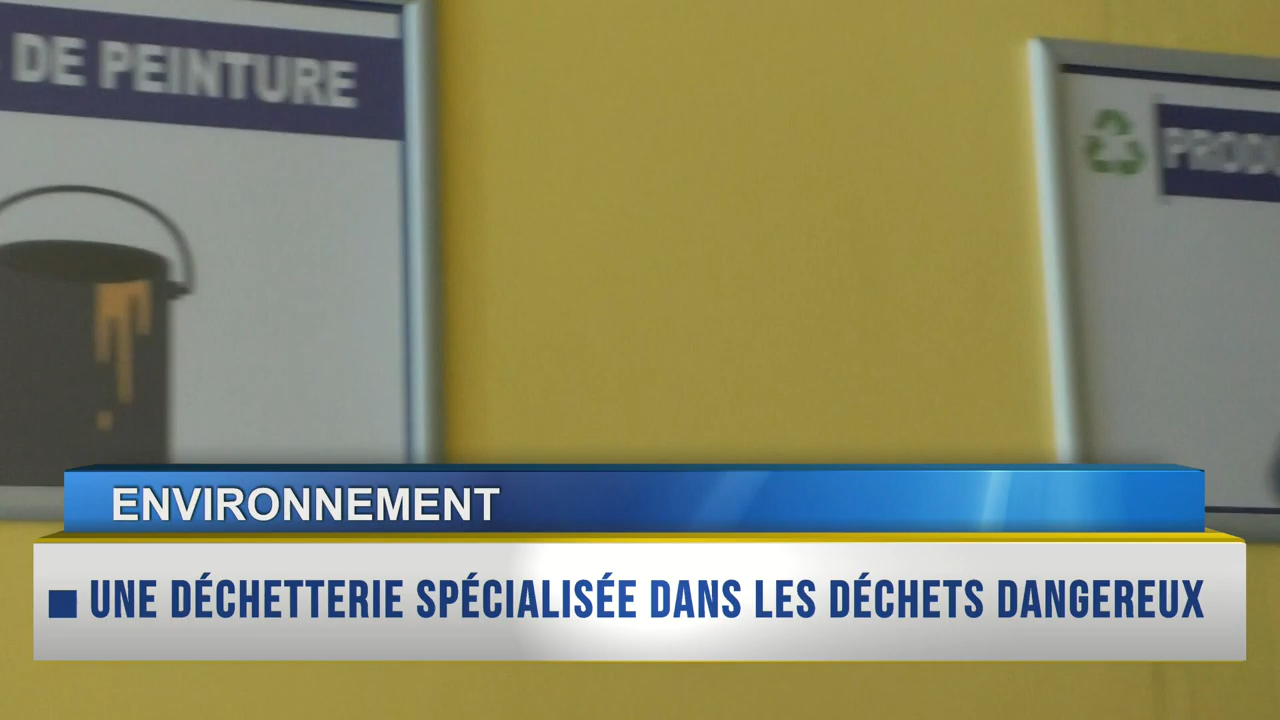 DE PEINTURE
ENVIRONNEMENT
UNE DÉCHETTERIE SPÉCIALISÉE DANS LES DÉCHETS DANGEREUX